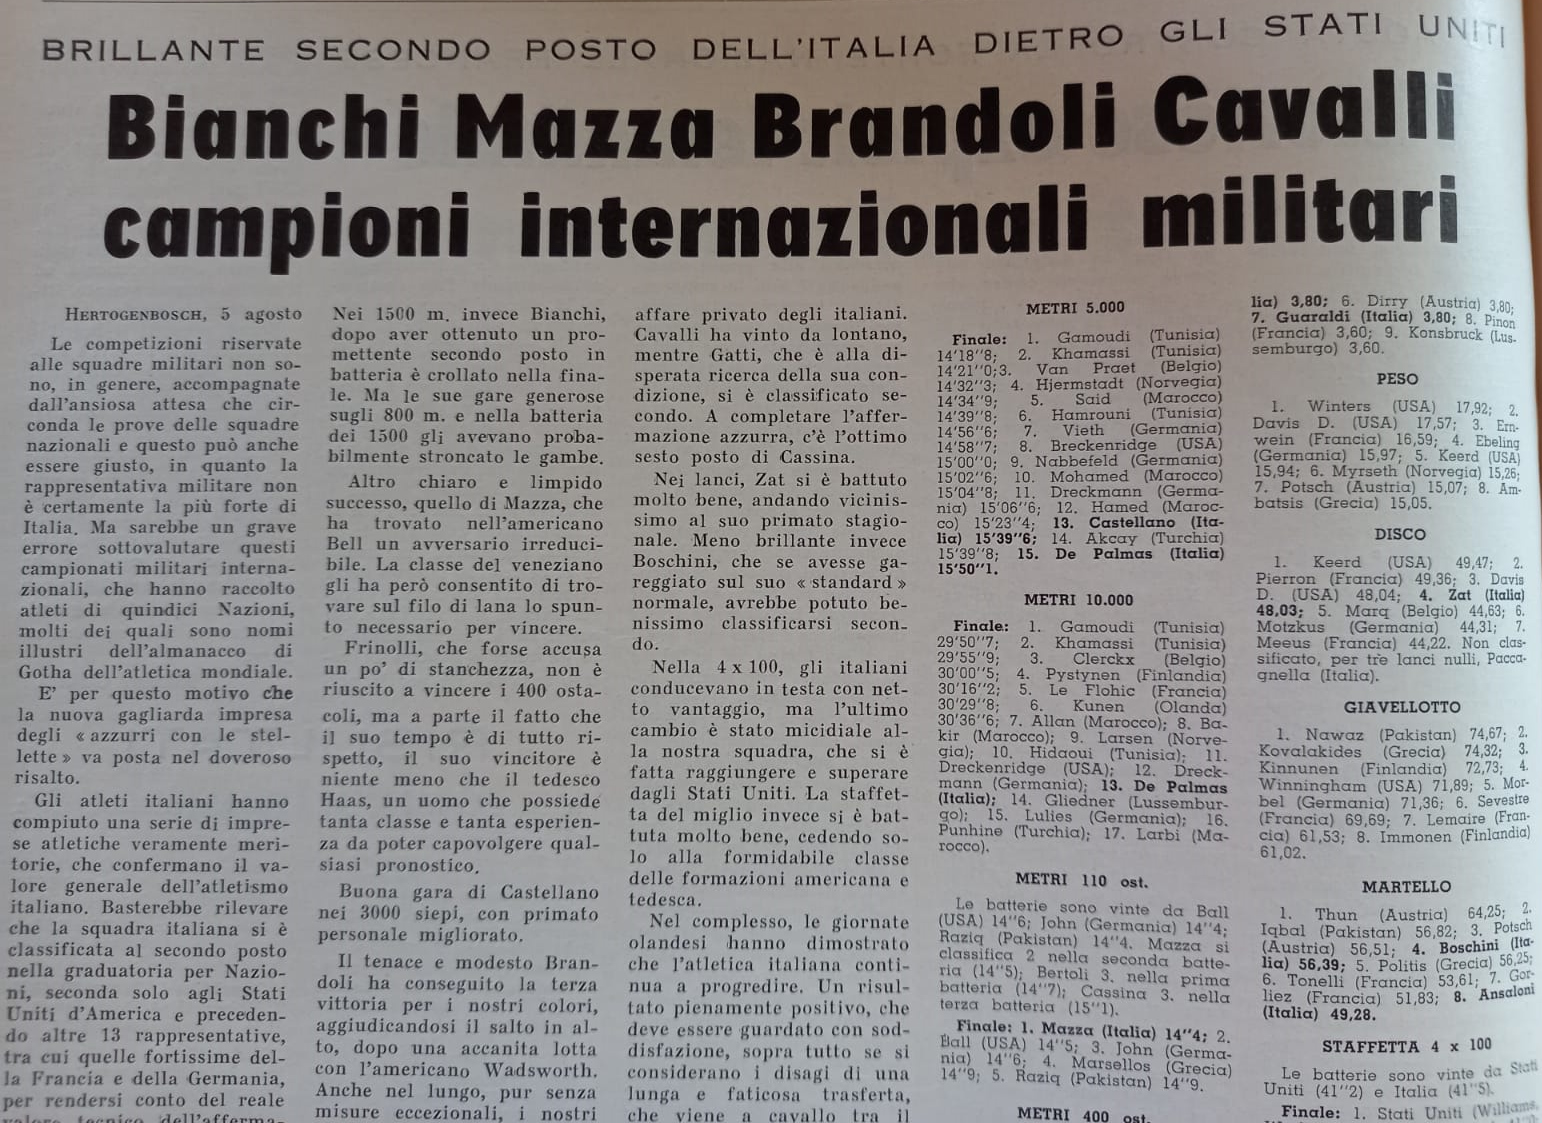 BRILLANTE SECONDO POSTO DELL'ITALIA DIETRO GLI STATI UNITI
Bianchi Mazza Brandoli Cavalli
campioni internazionali militari
HERTOGENBOSCH, 5 agosto
Le competizioni riservate
alle squadre militari non so-
no, in genere, accompagnate
dall'ansiosa attesa che cir-
conda le prove delle squadre
nazionali e questo può anche
essere giusto, in quanto la
rappresentativa militare non
è certamente la più forte di
Italia. Ma sarebbe un grave
errore sottovalutare questi
campionati militari interna-
zionali, che hanno raccolto
atleti di quindici Nazioni,
molti dei quali sono nomi
illustri dell'almanacco di
Gotha dell'atletica mondiale.
E' per questo motivo che
la nuova gagliarda impresa
degli « azzurri con le stel-
lette » va posta nel doveroso
risalto.
Gli atleti italiani hanno
compiuto una serie di impre-
se atletiche veramente meri-
torie, che confermano il va-
lore generale dell'atletismo
italiano. Basterebbe rilevare
che la squadra italiana si è
classificata al secondo posto
nella graduatoria per Nazio-
ni, seconda solo agli Stati
Uniti d'America e preceden-
do altre 13 rappresentative,
tra cui quelle fortissime del-
la Francia e della Germania,
per rendersi conto del reale
valore tecnico dell'afferma-
Nei 1500 m. invece Bianchi,
dopo aver ottenuto un pro-
mettente secondo posto in
batteria è crollato nella fina-
le. Ma le sue gare generose
sugli 800 m. e nella batteria
dei 1500 gli avevano proba-
bilmente stroncato le gambe.
Altro chiaro e limpido
successo, quello di Mazza, che
ha trovato nell'americano
Bell un avversario irreduci-
bile. La classe del veneziano
gli ha però consentito di tro-
vare sul filo di lana lo spun-
to necessario per vincere.
Frinolli, che forse accusa
un po' di stanchezza, non è
riuscito a vincere i 400 osta-
coli, ma a parte il fatto che
il suo tempo è di tutto ri-
spetto, il suo vincitore è
niente meno che il tedesco
Haas, un uomo che possiede
tanta classe e tanta esperien-
za da poter capovolgere qual-
siasi pronostico.
Buona gara di Castellano
nei 3000 siepi, con primato
personale migliorato.
Il tenace e modesto Bran-
doli ha conseguito la terza
vittoria per i nostri colori,
aggiudicandosi il salto in al-
to, dopo una accanita lotta
con l'americano Wadsworth.
Anche nel lungo, pur senza
misure eccezionali, i nostri
affare privato degli italiani.
Cavalli ha vinto da lontano,
mentre Gatti, che è alla di-
sperata ricerca della sua con-
dizione, si è classificato se-
condo. A completare l'affer-
mazione azzurra, c'è l'ottimo
sesto posto di Cassina.
Nei lanci, Zat si è battuto
molto bene, andando vicinis-
simo al suo primato stagio-
nale. Meno brillante invece
Boschini, che se avesse ga-
reggiato sul suo « standard »
normale, avrebbe potuto be-
nissimo classificarsi secon-
do.
Nella 4 x 100, gli italiani
conducevano in testa con net-
to vantaggio, ma l'ultimo
cambio è stato micidiale al-
la nostra squadra, che si è
fatta raggiungere e superare
dagli Stati Uniti. La staffet-
ta del miglio invece si è bat-
tuta molto bene, cedendo so-
lo alla formidabile classe
delle formazioni americana e
tedesca.
Nel complesso, le giornate
olandesi hanno dimostrato
che l'atletica italiana conti-
nua a progredire. Un risul-
tato pienamente positivo, che
deve essere guardato con sod-
disfazione, sopra tutto se si
considerano i disagi di una
lunga e faticosa trasferta,
che viene a cavallo tra il
METRI 5.000
Finale: 1. Gamoudi (Tunisia)
14'18''8; 2. Khamassi (Tunisia)
14'21''0;3. Van Praet (Belgio)
14'32''3; 4. Hjermstadt (Norvegia)
14'34''9; 5. Said (Marocco)
14'39''8; 6. Hamrouni (Tunisia)
14'56''6; 7. Vieth (Germania)
14'58''7; 8. Breckenridge (USA)
15'00''0; 9. Nabbefeld (Germania)
15'02''6; 10. Mohamed (Marocco)
15'04''8; 11. Dreckmann (Germa-
nia) 15'06''6; 12. Hamed (Maroc-
co) 15'23''4; 13. Castellano (Ita-
lia) 15'39''6; 14. Akcay (Turchia)
15'39''8; 15. De Palmas (Italia)
15'50''1.
METRI 10.000
Finale: 1. Gamoudi (Tunisia)
29'50''7; 2. Khamassi (Tunisia)
29'55''9; 3. Clerckx (Belgio)
30'00''5; 4. Pystynen (Finlandia)
30'16''2; 5. Le Flohic (Francia)
30'29''8; 6. Kunen (Olanda)
30'36''6; 7. Allan (Marocco); 8. Ba-
kir (Marocco); 9. Larsen (Norve-
gia); 10. Hidaoui (Tunisia); 11.
Dreckenridge (USA); 12. Dreck-
mann (Germania); 13. De Palmas
(Italia); 14. Gliedner (Lussembur-
go); 15. Lulies (Germania); 16.
Punhine (Turchia); 17. Larbi (Ma-
rocco).
METRI 110 ost.
Le batterie sono vinte da Ball
(USA) 14''6; John (Germania) 14''4;
Raziq (Pakistan) 14''4. Mazza si
classifica 2 nella seconda batte-
ria (14''5); Bertoli 3. nella prima
batteria (14''7); Cassina 3. nella
terza batteria (15''1).
Finale: 1. Mazza (Italia) 14''4; 2.
Ball (USA) 14''5; 3. John (Germa-
nia) 14''6; 4. Marsellos (Grecia)
14''9; 5. Raziq (Pakistan) 14''9.
METRI 400 ost.
lia) 3,80; 6. Dirry (Austria) 3,80;
7. Guaraldi (Italia) 3,80; 8. Pinon
(Francia) 3,60; 9. Konsbruck (Lus-
semburgo) 3,60.
PESO
1. Winters (USA) 17,92; 2.
Davis D. (USA) 17,57; 3. Ern-
wein (Francia) 16,59; 4. Ebeling
(Germania) 15,97; 5. Keerd (USA)
15,94; 6. Myrseth (Norvegia) 15,26;
7. Potsch (Austria) 15,07; 8. Am-
batsis (Grecia) 15,05.
DISCO
1. Keerd (USA) 49,47; 2.
Pierron (Francia) 49,36; 3. Davis
D. (USA) 48,04; 4. Zat (Italia)
48,03; 5. Marq (Belgio) 44,63; 6.
Motzkus (Germania) 44,31; 7.
Meeus (Francia) 44,22. Non clas-
sificato, per tre lanci nulli, Pacca-
gnella (Italia).
GIAVELLOTTO
1. Nawaz (Pakistan) 74,67; 2.
Kovalakides (Grecia) 74,32; 3.
Kinnunen (Finlandia) 72,73; 4.
Winningham (USA) 71,89; 5. Mor-
bel (Germania) 71,36; 6. Sevestre
(Francia) 69,69; 7. Lemaire (Fran-
cia) 61,53; 8. Immonen (Finlandia)
61,02.
MARTELLO
1. Thun (Austria) 64,25; 2.
Iqbal (Pakistan) 56,82; 3. Potsch
(Austria) 56,51; 4. Boschini (Ita-
lia) 56,39; 5. Politis (Grecia) 56,25;
6. Tonelli (Francia) 53,61; 7. Gor-
liez (Francia) 51,83; 8. Ansaloni
(Italia) 49,28.
STAFFETTA 4 x 100
Le batterie sono vinte da Stati
Uniti (41''2) e Italia (41''5).
Finale: 1. Stati Uniti (Williams,